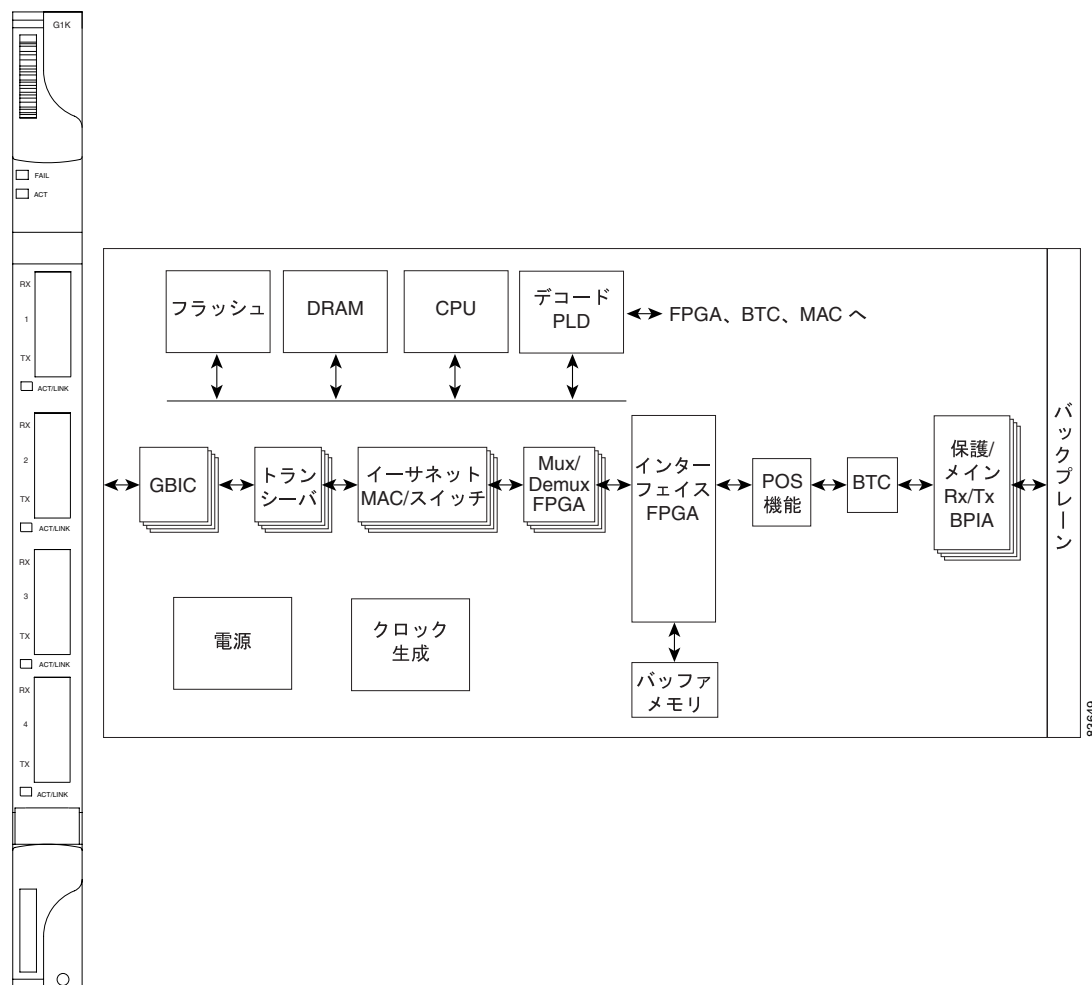 G1K
FAIL
ACT
RX
1
TX
ACT/LINK
RX
2
TX
ACT/LINK
RX
3
TX
ACT/LINK
RX
4
TX
ACT/LINK
フラッシュ
DRAM
CPU
デコード
PLD
FPGA、BTC、MAC へ
GBIC
トラン
シーバ
イーサネット
MAC/スイッチ
Mux/
Demux
FPGA
インター
フェイス
FPGA
POS
機能
BTC
保護/
メイン
Rx/Tx
BPIA
バックプレーン
電源
クロック
生成
バッファ
メモリ
83649